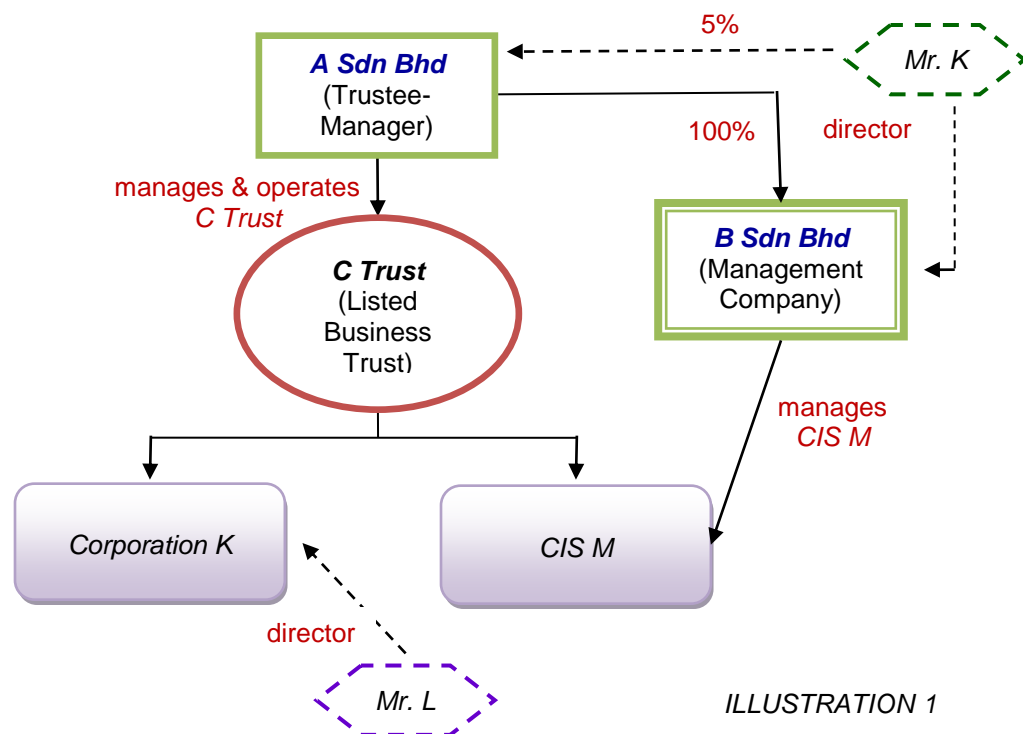 5%
A Sdn Bhd
(Trustee-
Manager)
Mr. K
100%
director
manages & operates
C Trust
B Sdn Bhd
(Management
Company)
C Trust
(Listed
Business
Trust)
manages
CIS M
Corporation K
CIS M
director
Mr. L
ILLUSTRATION 1